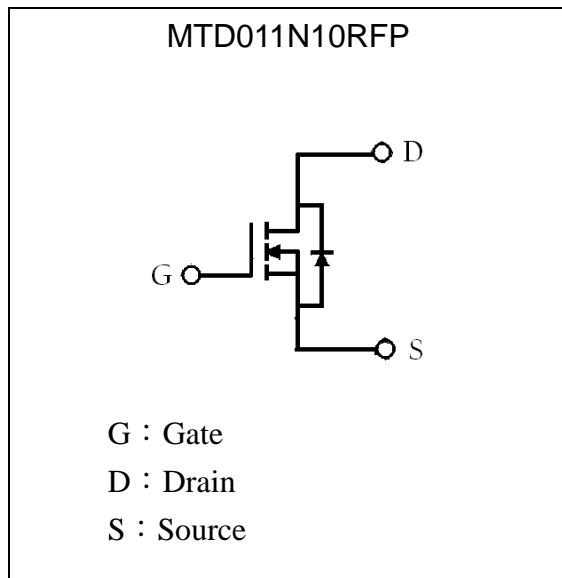 MTD011N10RFP
D
G
S
G：Gate
D：Drain
S：Source